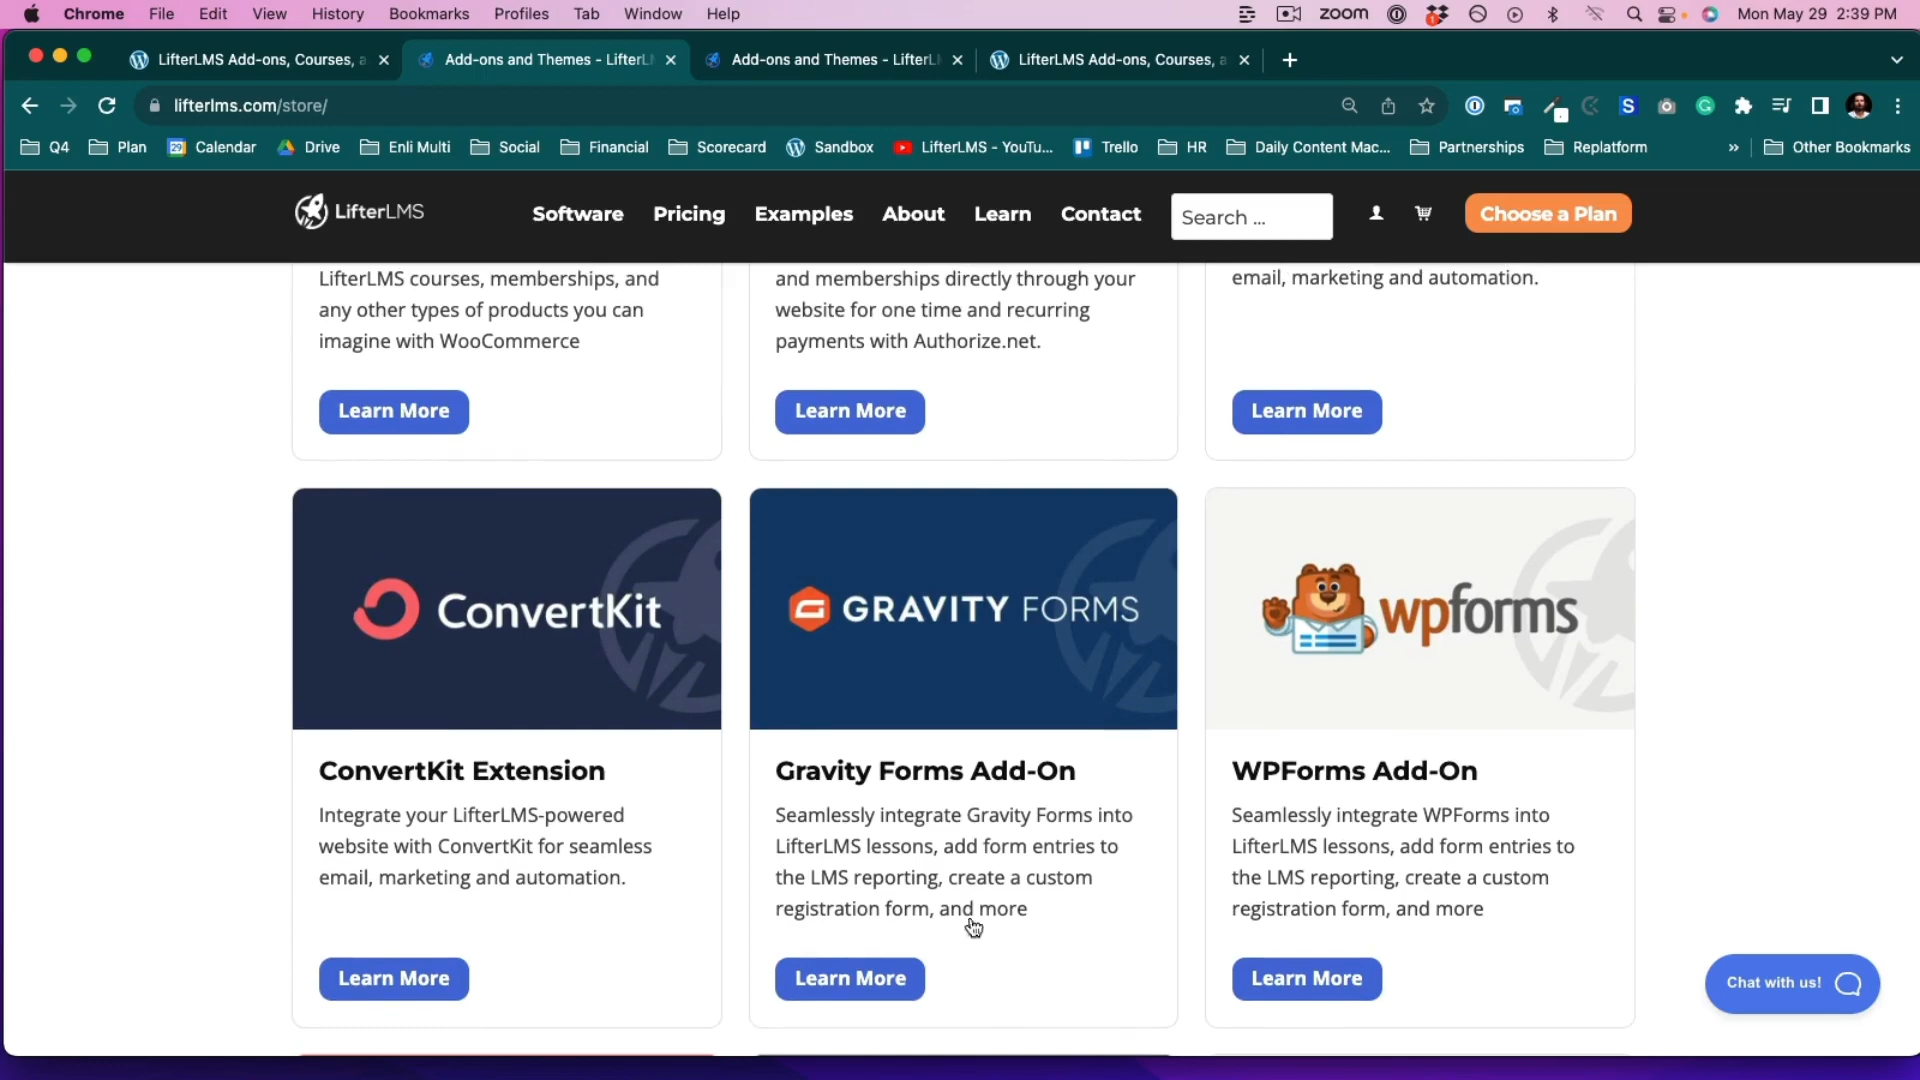 Chrome File Edit View History Bookmarks Profiles Tab Window Help zoom Mon May 29 2:39 PM
LifterLMS Add-ons, Courses, a Add-ons and Themes - LifterL Add-ons and Themes - LifterL LifterLMS Add-ons, Courses, a
lifterlms.com/store/
Q4 Plan Calendar Drive Enli Multi Social Financial Scorecard Sandbox LifterLMS - YouTu... Trello HR Daily Content Mac... Partnerships Replatform » Other Bookmarks
LifterLMS Software Pricing Examples About Learn Contact Search ... Choose a Plan
LifterLMS courses, memberships, and
any other types of products you can
imagine with WooCommerce
Learn More
and memberships directly through your
website for one time and recurring
payments with Authorize.net.
Learn More
email, marketing and automation.
Learn More
ConvertKit
ConvertKit Extension
Integrate your LifterLMS-powered
website with ConvertKit for seamless
email, marketing and automation.
Learn More
GRAVITY FORMS
Gravity Forms Add-On
Seamlessly integrate Gravity Forms into
LifterLMS lessons, add form entries to
the LMS reporting, create a custom
registration form, and more
Learn More
wpforms
WPForms Add-On
Seamlessly integrate WPForms into
LifterLMS lessons, add form entries to
the LMS reporting, create a custom
registration form, and more
Learn More
Chat with us!